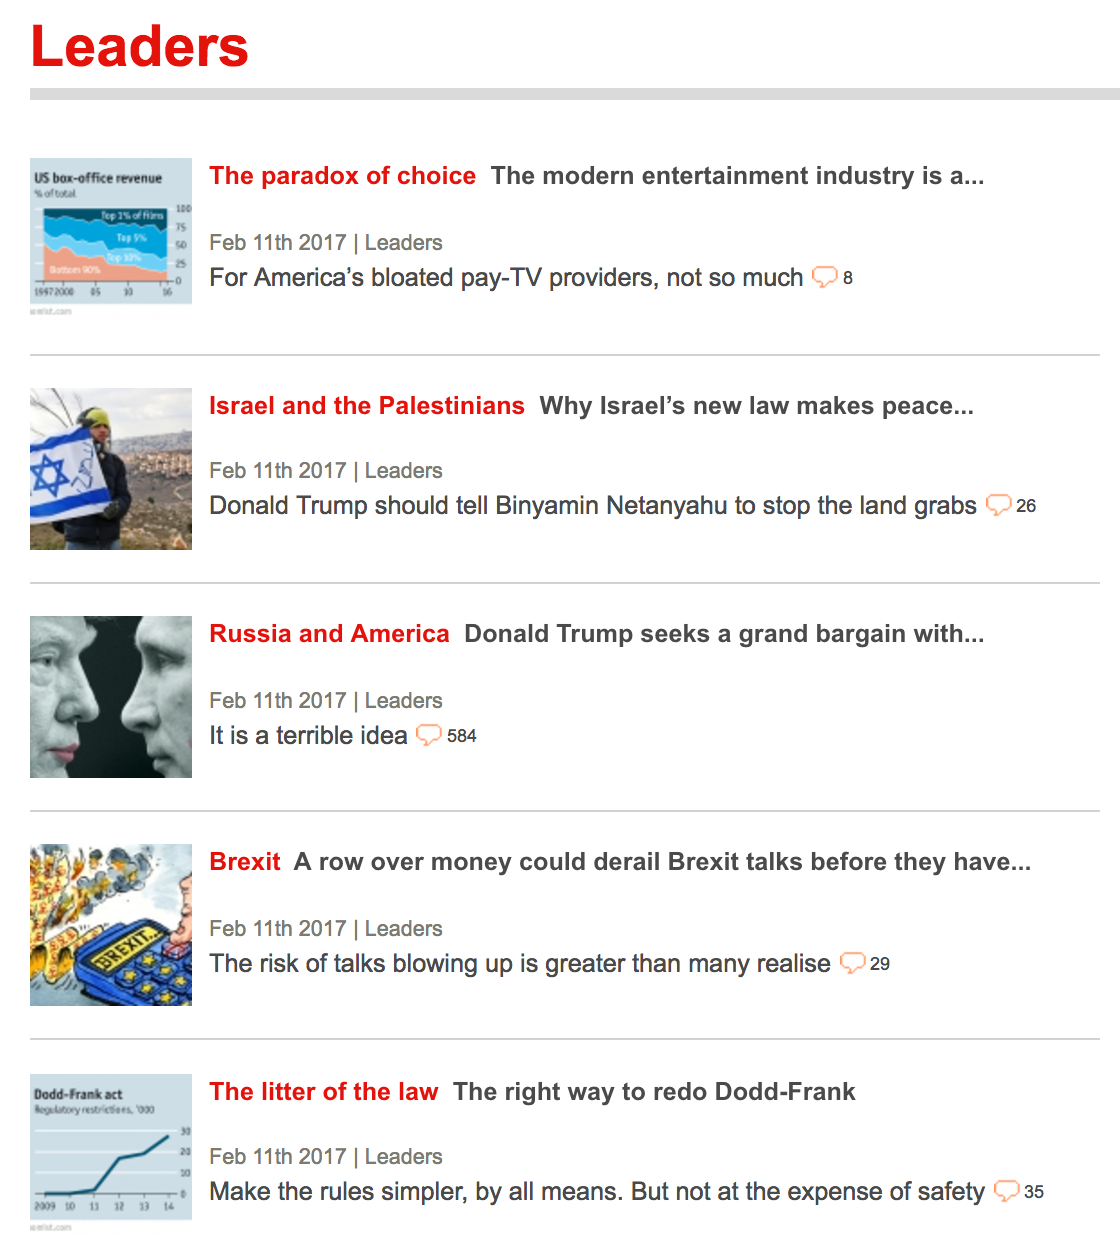 Leaders
US box-office revenue
% of total
Top 1% of films
100
75
Top 5%
50
Top 10%
25
Bottom 90%
0
1997 2000 05 10 16
The paradox of choice The modern entertainment industry is a...
Feb 11th 2017 | Leaders
For America’s bloated pay-TV providers, not so much 8
Israel and the Palestinians Why Israel’s new law makes peace...
Feb 11th 2017 | Leaders
Donald Trump should tell Binyamin Netanyahu to stop the land grabs 26
Russia and America Donald Trump seeks a grand bargain with...
Feb 11th 2017 | Leaders
It is a terrible idea 584
BREXIT...
Brexit A row over money could derail Brexit talks before they have...
Feb 11th 2017 | Leaders
The risk of talks blowing up is greater than many realise 29
Dodd-Frank act
Regulatory restrictions, '000
30
20
10
0
2009 10 11 12 13 14
The litter of the law The right way to redo Dodd-Frank
Feb 11th 2017 | Leaders
Make the rules simpler, by all means. But not at the expense of safety 35